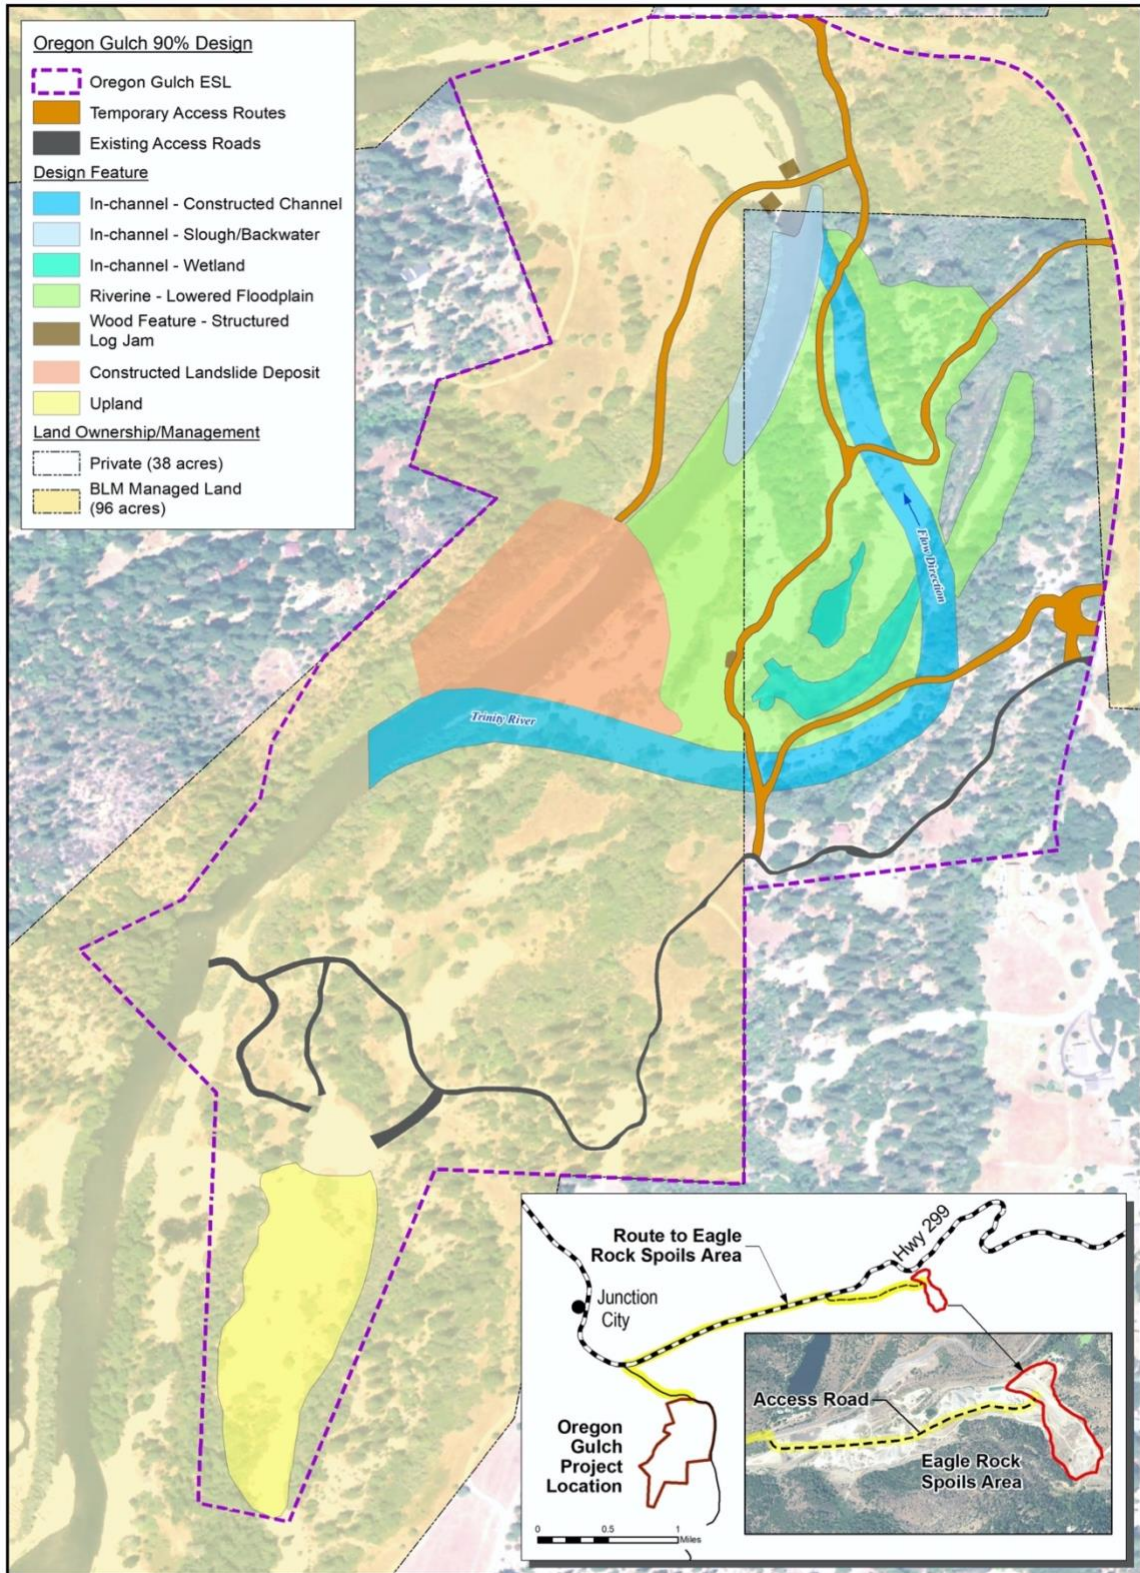 Oregon Gulch 90% Design
Oregon Gulch ESL
Temporary Access Routes
Existing Access Roads
Design Feature
In-channel - Constructed Channel
In-channel - Slough/Backwater
In-channel - Wetland
Riverine - Lowered Floodplain
Wood Feature - Structured
Log Jam
Constructed Landslide Deposit
Upland
Land Ownership/Management
Private (38 acres)
BLM Managed Land
(96 acres)
Flow Direction
Trinity River
Route to Eagle
Rock Spoils Area
Hwy 299
Junction
City
Oregon
Gulch
Project
Location
Access Road
Eagle Rock
Spoils Area
0 0.5 1
Miles